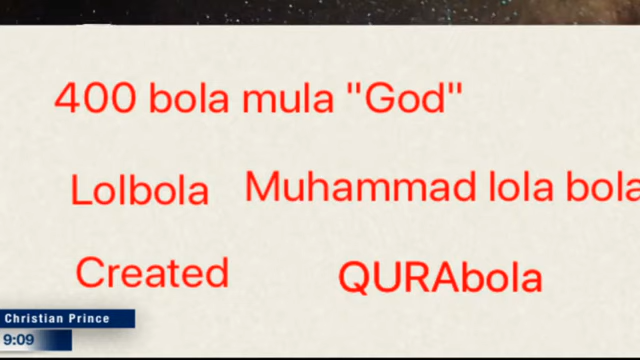 400 bola mula "God"
Lolbola Muhammad lola bola
Created QURAbola
Christian Prince
9:09